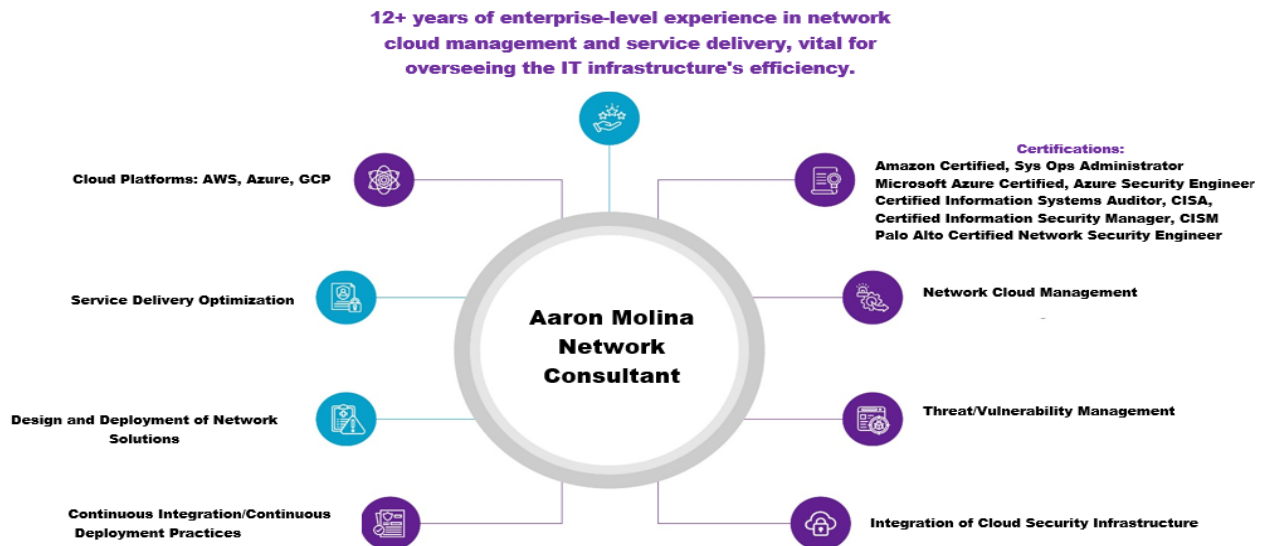 12+ years of enterprise-level experience in network
cloud management and service delivery, vital for
overseeing the IT infrastructure's efficiency.
Cloud Platforms: AWS, Azure, GCP
Certifications:
Amazon Certified, Sys Ops Administrator
Microsoft Azure Certified, Azure Security Engineer
Certified Information Systems Auditor, CISA,
Certified Information Security Manager, CISM
Palo Alto Certified Network Security Engineer
Service Delivery Optimization
Network Cloud Management
Aaron Molina
Network
Consultant
Design and Deployment of Network
Solutions
Threat/Vulnerability Management
Continuous Integration/Continuous
Deployment Practices
Integration of Cloud Security Infrastructure